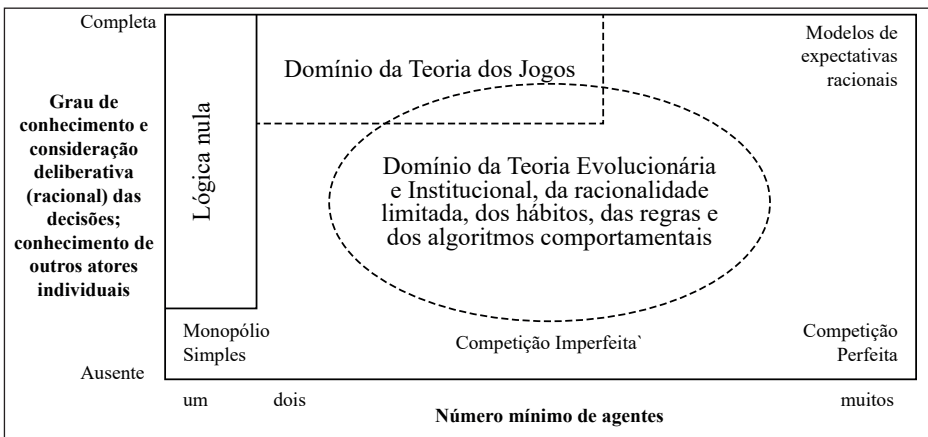 Completa
Grau de
conhecimento e
consideração
deliberativa
(racional) das
decisões;
conhecimento de
outros atores
individuais
Ausente
Lógica nula
Domínio da Teoria dos Jogos
Modelos de
expectativas
racionais
Domínio da Teoria Evolucionária
e Institucional, da racionalidade
limitada, dos hábitos, das regras e
dos algoritmos comportamentais
Monopólio
Simples
Competição Imperfeita`
Competição
Perfeita
um
dois
muitos
Número mínimo de agentes